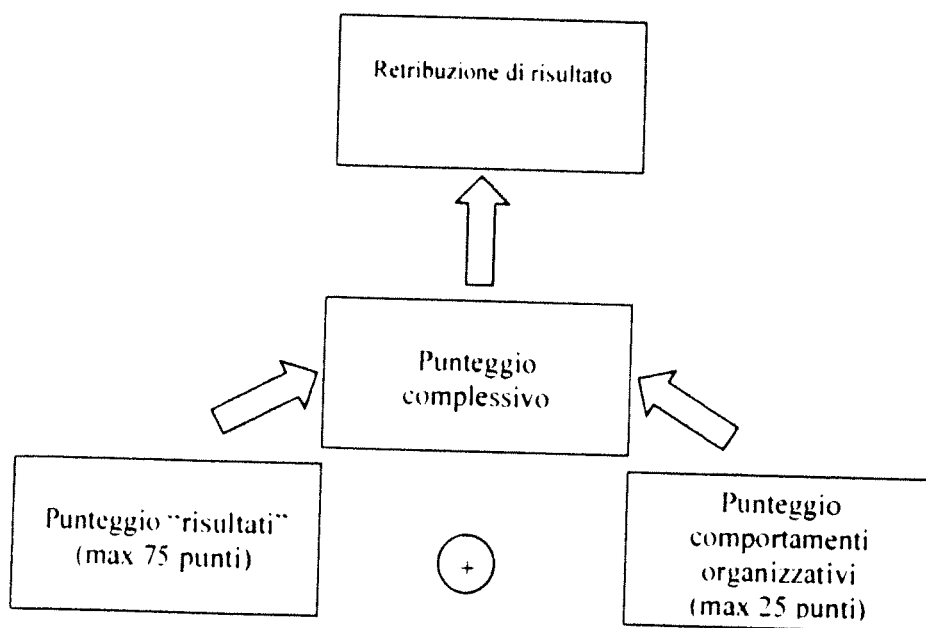 Retribuzione di risultato
Punteggio
complessivo
Punteggio "risultati"
(max 75 punti)
+
Punteggio
comportamenti
organizzativi
(max 25 punti)